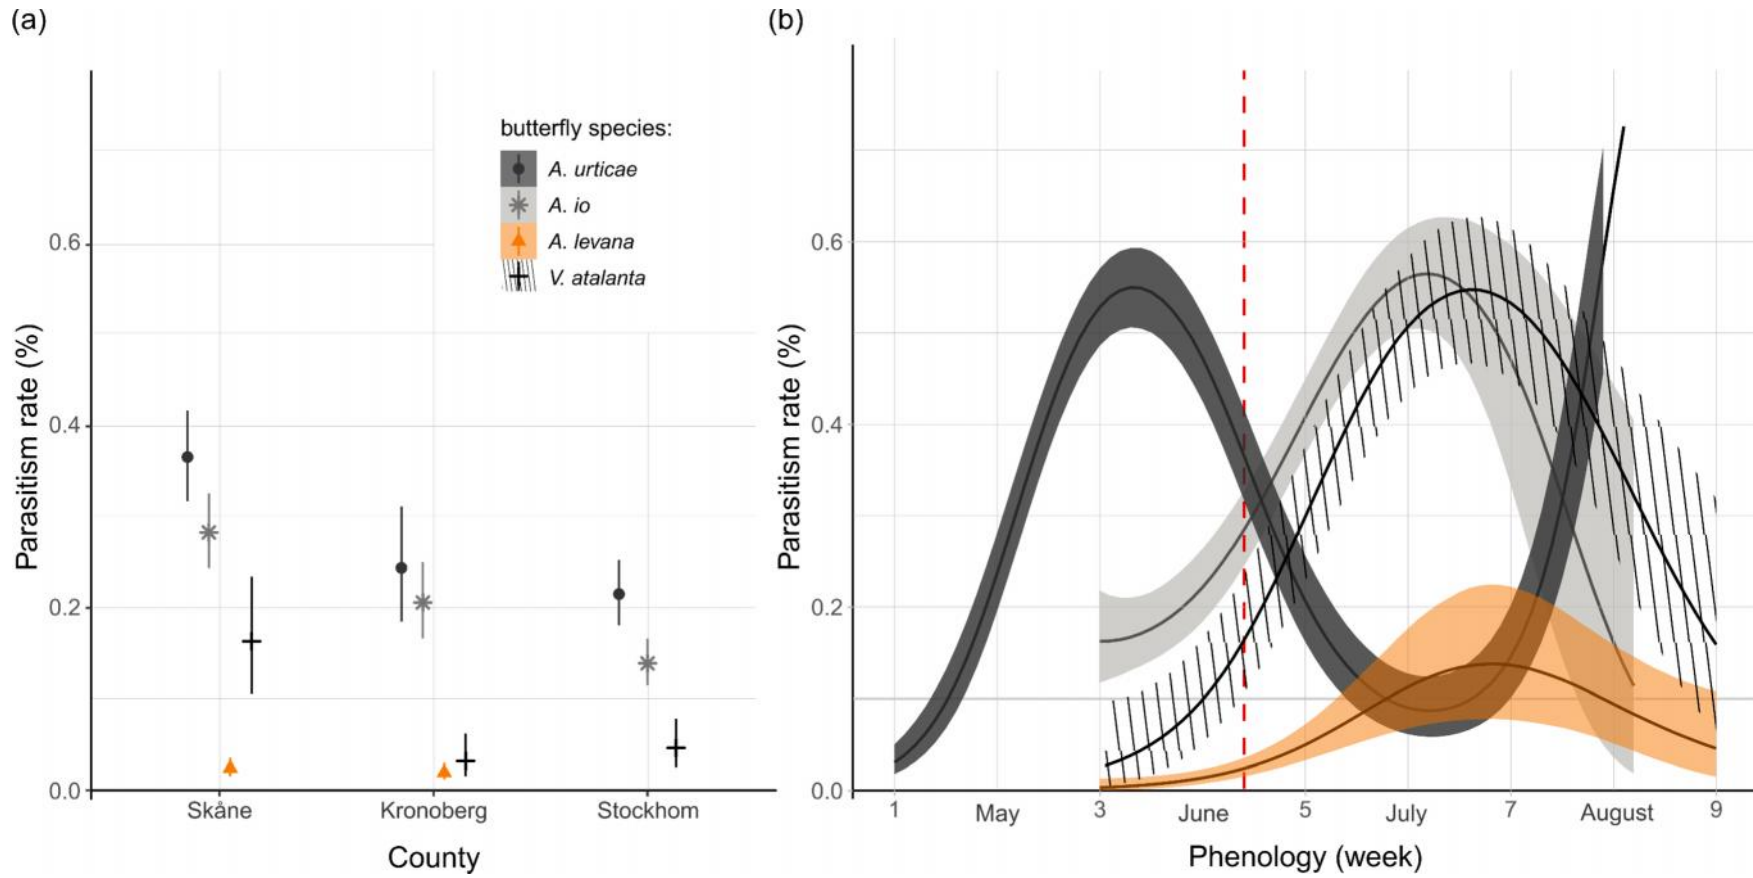 (a)
butterfly species:
A. urticae
A. io
A. levana
V. atalanta
Parasitism rate (%)
0.6
0.4
0.2
0.0
Skåne Kronoberg Stockhom
County
(b)
Parasitism rate (%)
0.6
0.4
0.2
0.0
1 May 3 June 5 July 7 August 9
Phenology (week)